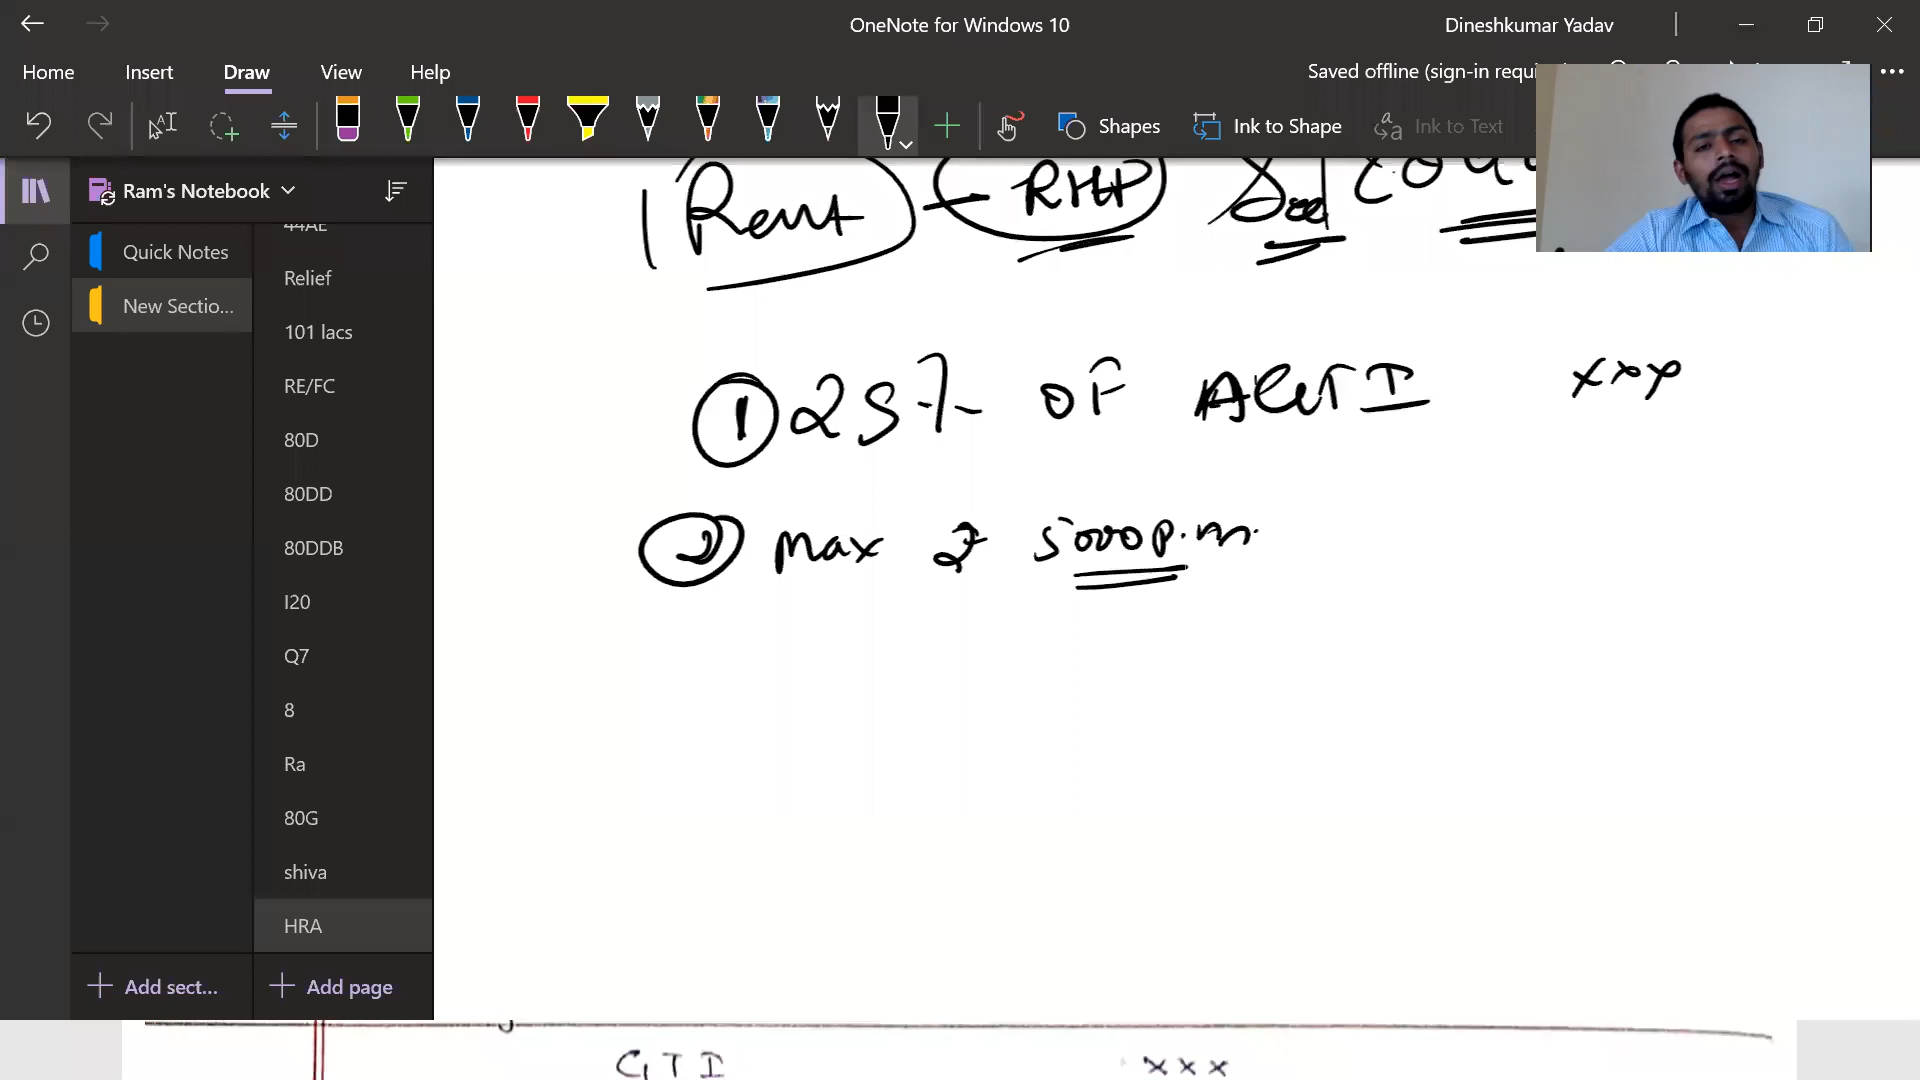 OneNote for Windows 10
Dineshkumar Yadav
Home Insert Draw View Help
Saved offline (sign-in requi
Shapes Ink to Shape Ink to Text
Ram's Notebook
Quick Notes
New Sectio...
44AE
Relief
101 lacs
RE/FC
80D
80DD
80DDB
I20
Q7
8
Ra
80G
shiva
HRA
Add sect...
Add page
Rent - RHP
① 25% OF AGTI xxx
② Max ₹ 5000 p.m.
GTI xxx